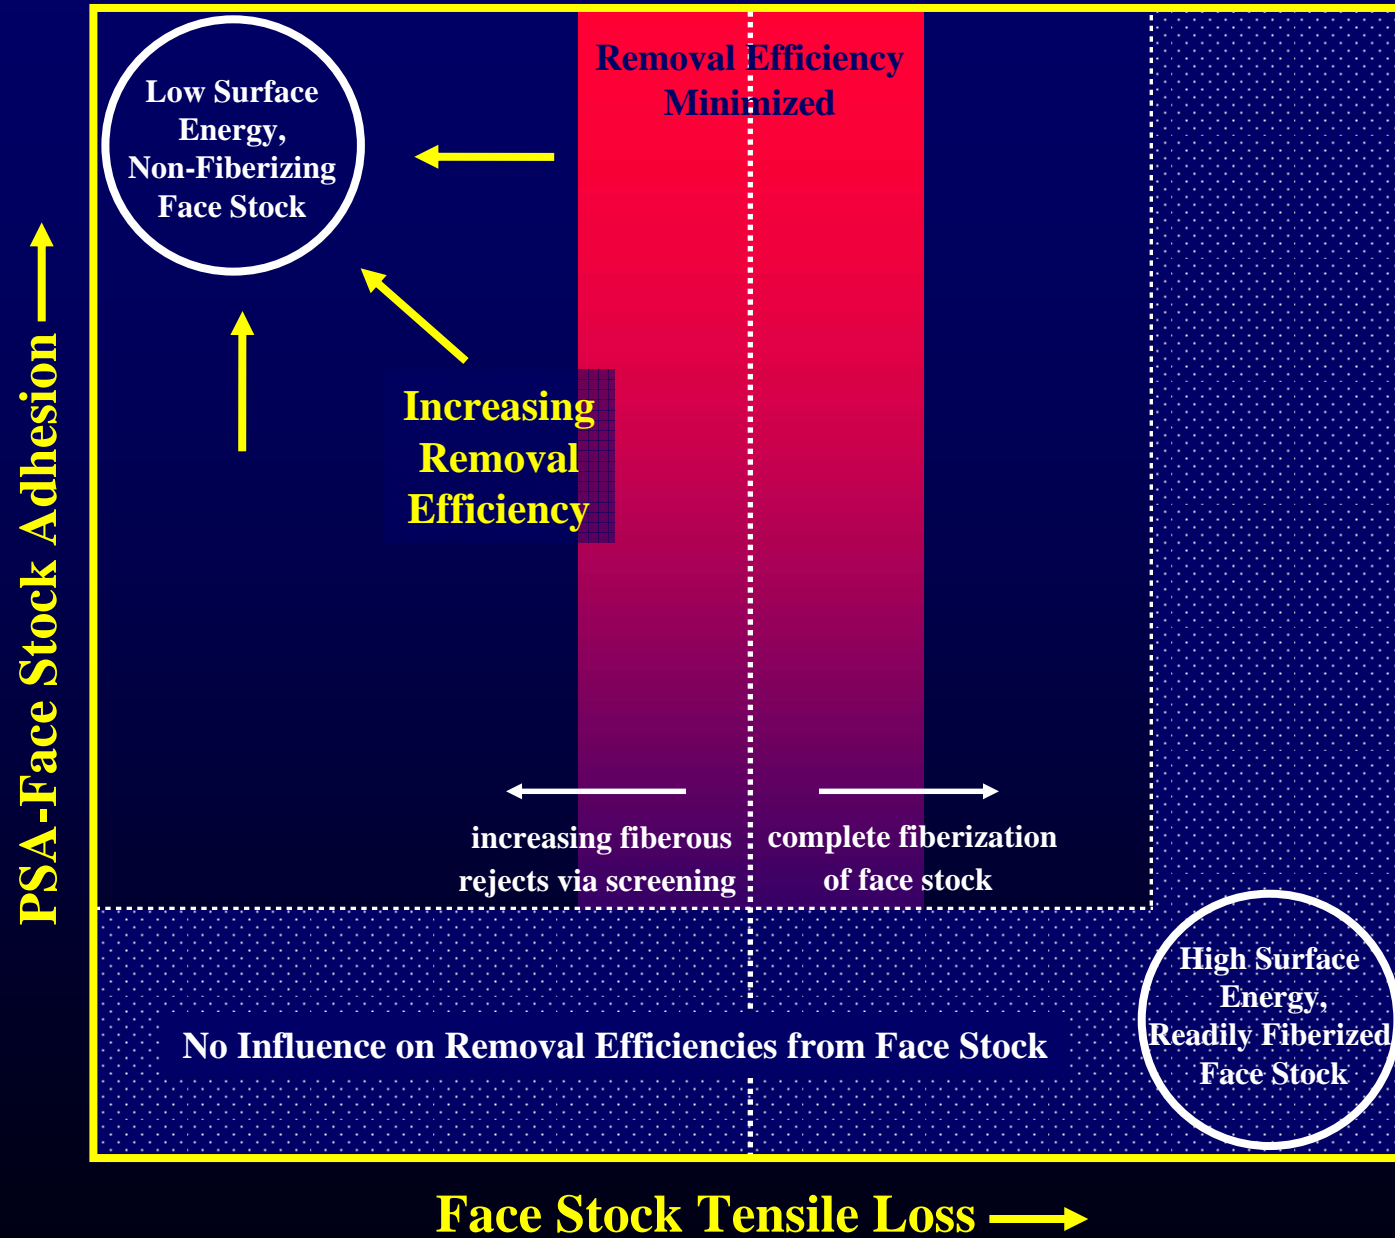 Removal Efficiency
Minimized
Low Surface
Energy,
Non-Fiberizing
Face Stock
Increasing
Removal
Efficiency
PSA-Face Stock Adhesion
increasing fiberous
rejects via screening
complete fiberization
of face stock
High Surface
Energy,
Readily Fiberized
Face Stock
No Influence on Removal Efficiencies from Face Stock
Face Stock Tensile Loss